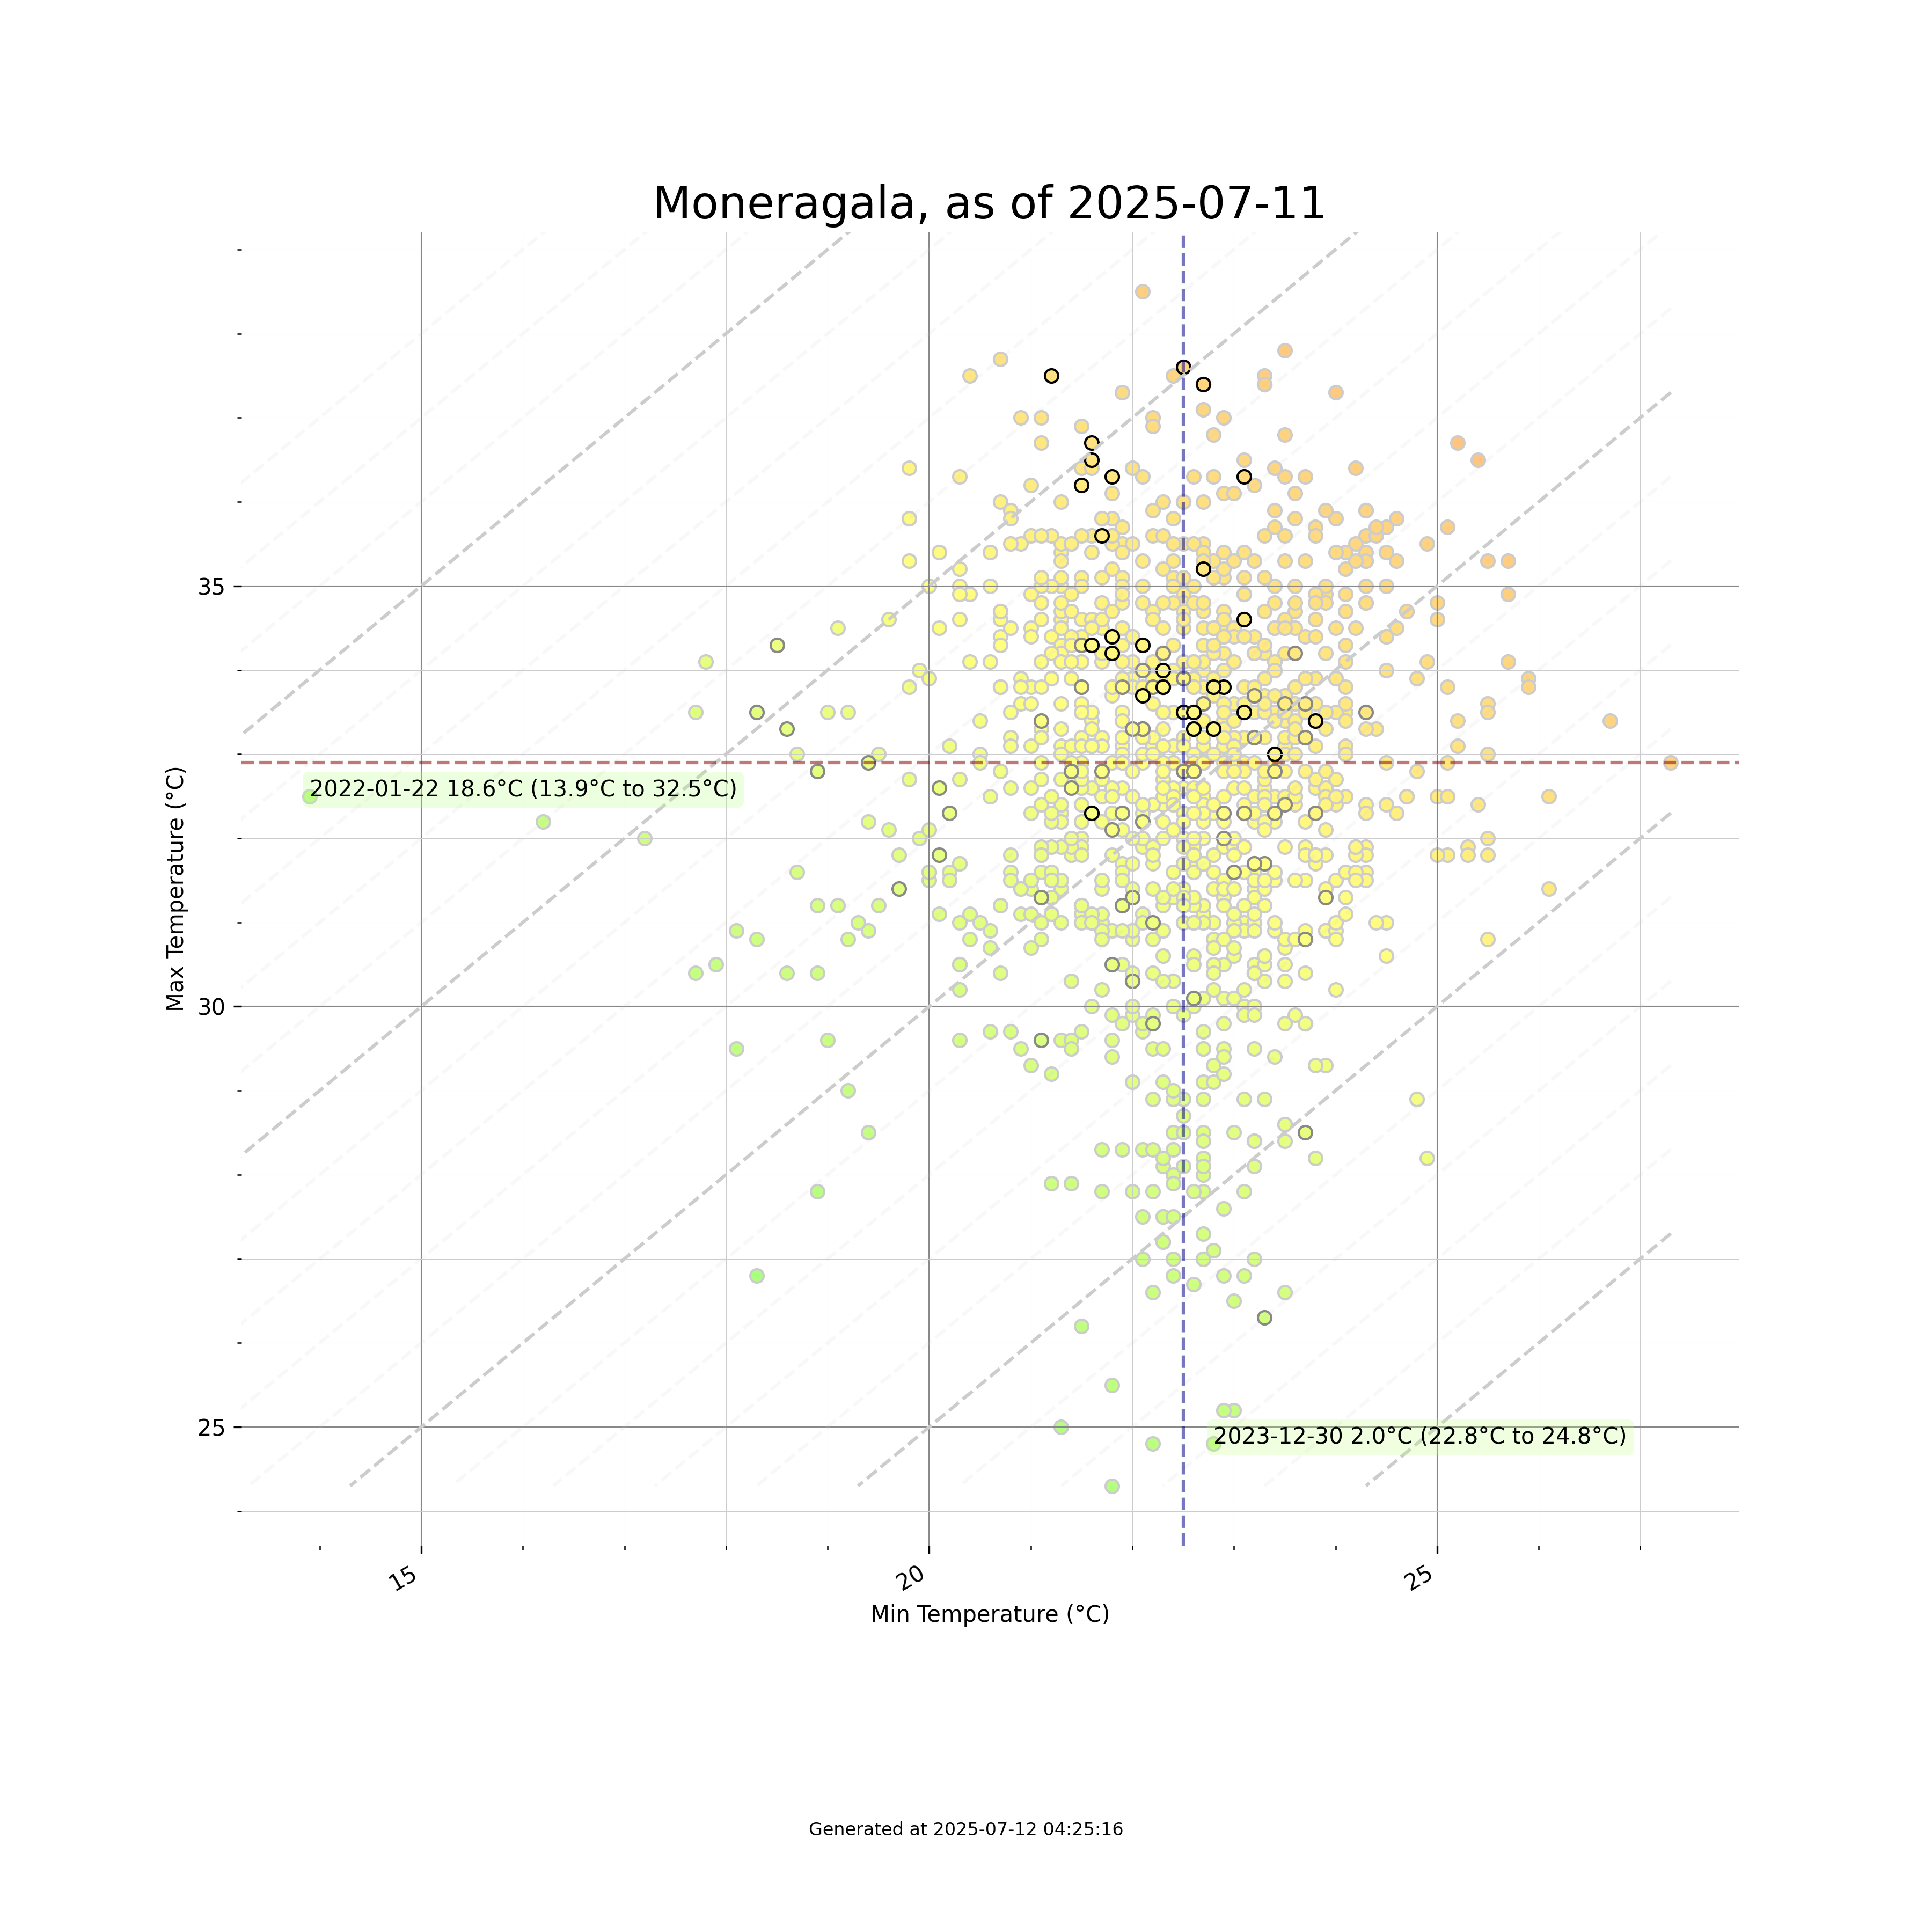 Moneragala, as of 2025-07-11
Max Temperature (°C)
35
30
25
2022-01-22 18.6°C (13.9°C to 32.5°C)
2023-12-30 2.0°C (22.8°C to 24.8°C)
15
20
25
Min Temperature (°C)
Generated at 2025-07-12 04:25:16